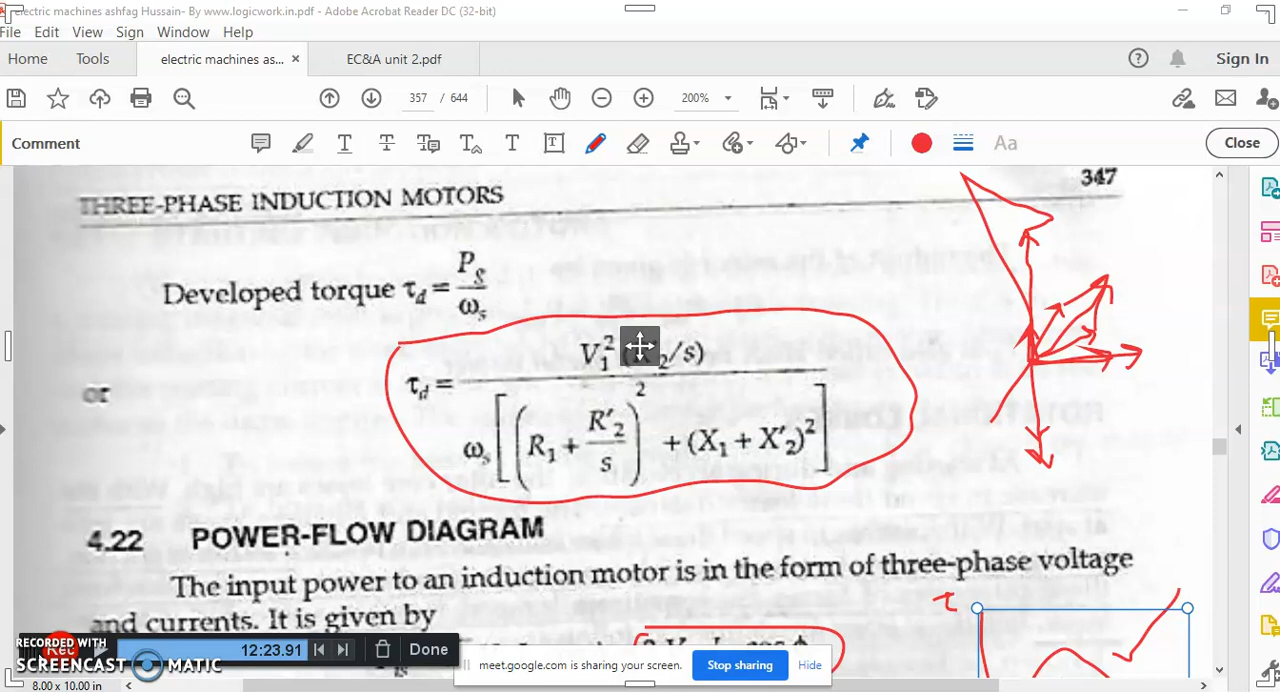 electric machines ashfag Hussain- By www.logicwork.in.pdf - Adobe Acrobat Reader DC (32-bit)
File Edit View Sign Window Help
Home Tools electric machines as... × EC&A unit 2.pdf Sign In
357 / 644 200%
Comment Aa Close
THREE-PHASE INDUCTION MOTORS 347
Developed torque τd = Pg / ωs
or τd = V1² (R'2/s) / ωs [ (R1 + R'2/s)² + (X1 + X'2)² ]
4.22 POWER-FLOW DIAGRAM
The input power to an induction motor is in the form of three-phase voltage
and currents. It is given by
τ
RECORDED WITH
SCREENCAST MATIC
Rec 12:23.91 Done
meet.google.com is sharing your screen. Stop sharing Hide
8.00 x 10.00 in